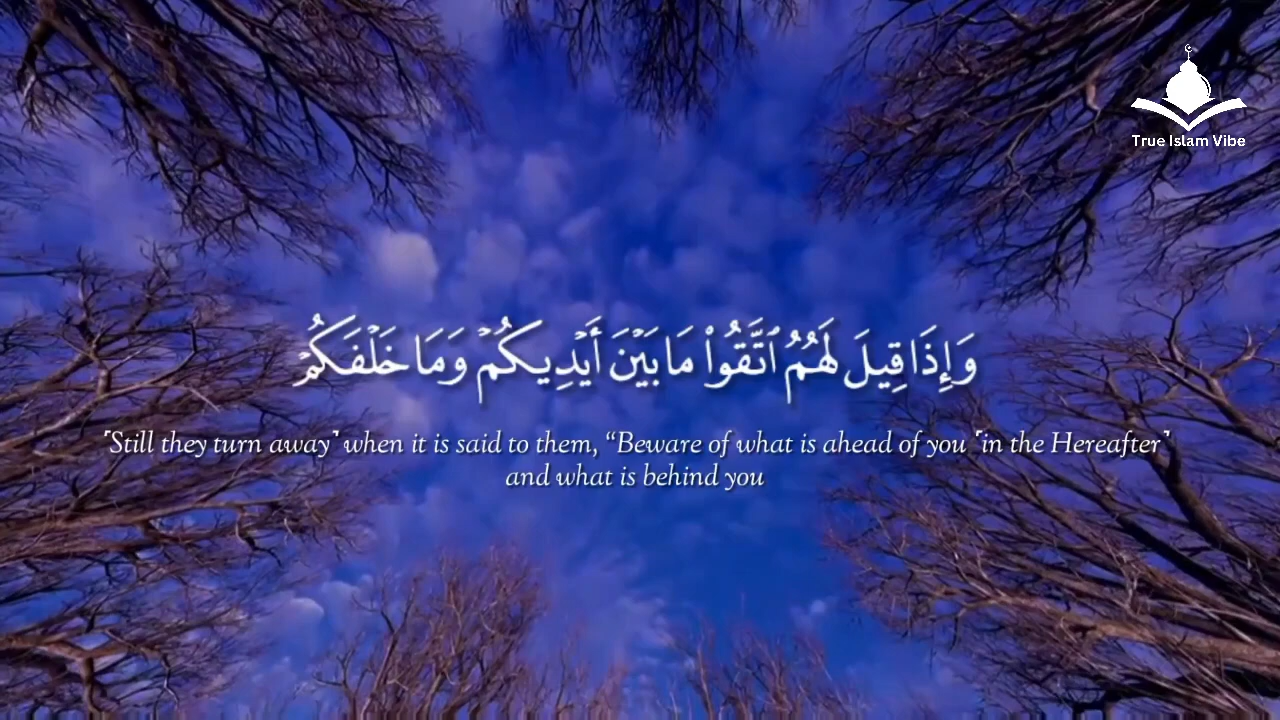 True Islam Vibe
وَإِذَا قِيلَ لَهُمُ ٱتَّقُوا۟ مَا بَيْنَ أَيْدِيكُمْ وَمَا خَلْفَكُمْ
˹Still they turn away˺ when it is said to them, “Beware of what is ahead of you ˹in the Hereafter˺
and what is behind you